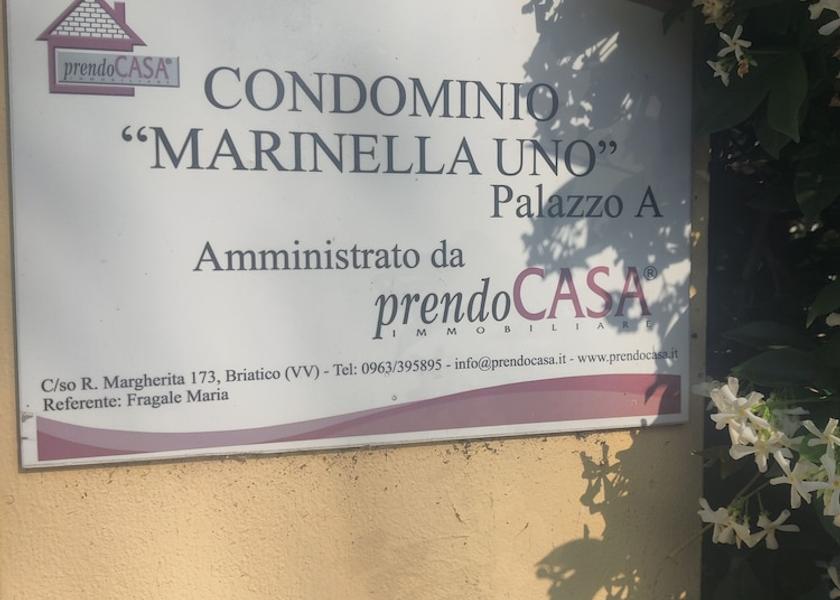 prendoCASA®
IMMOBILIARE
CONDOMINIO
“MARINELLA UNO”
Palazzo A
Amministrato da
prendoCASA®
IMMOBILIARE
C/so R. Margherita 173, Briatico (VV) - Tel: 0963/395895 - info@prendocasa.it - www.prendocasa.it
Referente: Fragale Maria